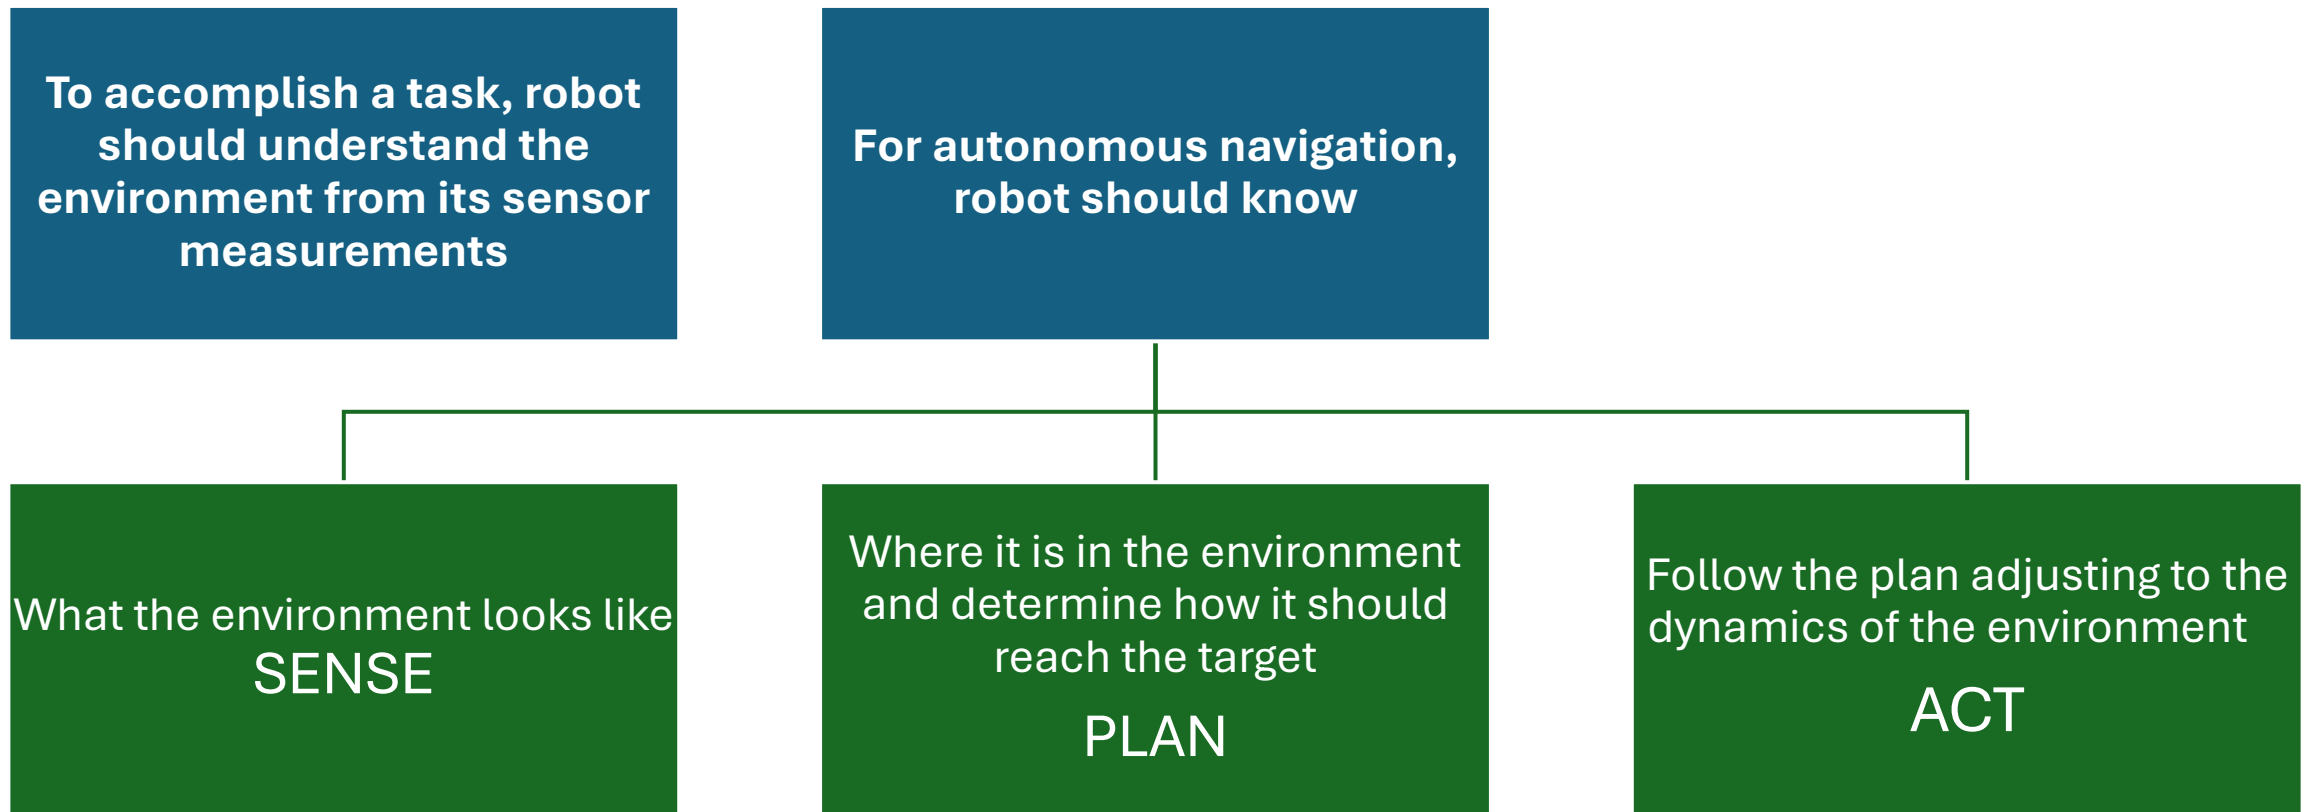 To accomplish a task, robot
should understand the
environment from its sensor
measurements
For autonomous navigation,
robot should know
What the environment looks like
SENSE
Where it is in the environment
and determine how it should
reach the target
PLAN
Follow the plan adjusting to the
dynamics of the environment
ACT